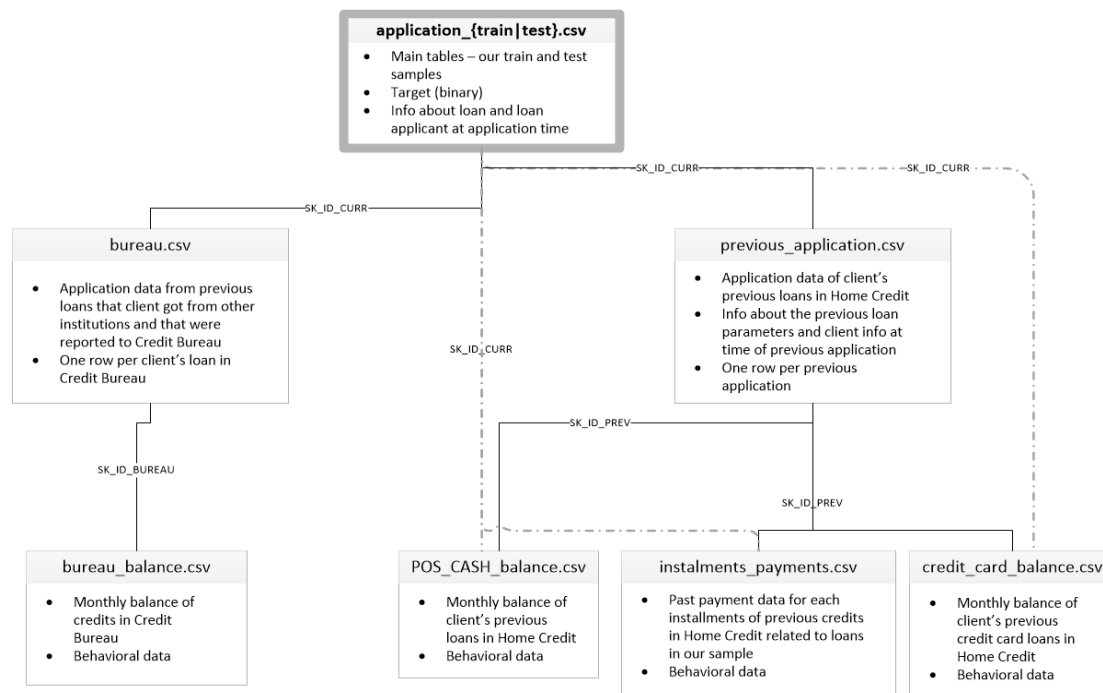 application_{train|test}.csv
• Main tables – our train and test
samples
• Target (binary)
• Info about loan and loan
applicant at application time
SK_ID_CURR
SK_ID_CURR
SK_ID_CURR
bureau.csv
• Application data from previous
loans that client got from other
institutions and that were
reported to Credit Bureau
• One row per client's loan in
Credit Bureau
previous_application.csv
• Application data of client's
previous loans in Home Credit
• Info about the previous loan
parameters and client info at
time of previous application
• One row per previous
application
SK_ID_CURR
SK_ID_PREV
SK_ID_BUREAU
SK_ID_PREV
bureau_balance.csv
• Monthly balance of
credits in Credit
Bureau
• Behavioral data
POS_CASH_balance.csv
• Monthly balance of
client's previous
loans in Home Credit
• Behavioral data
instalments_payments.csv
• Past payment data for each
installments of previous credits
in Home Credit related to loans
in our sample
• Behavioral data
credit_card_balance.csv
• Monthly balance of
client's previous
credit card loans in
Home Credit
• Behavioral data